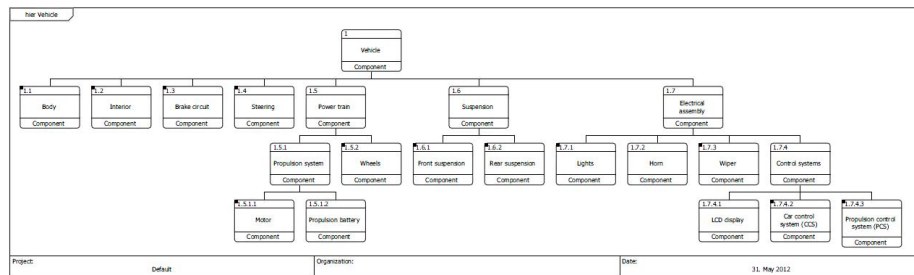 hier Vehicle
1
Vehicle
Component
1.1
Body
Component
1.2
Interior
Component
1.3
Brake circuit
Component
1.4
Steering
Component
1.5
Power train
Component
1.6
Suspension
Component
1.7
Electrical
assembly
Component
1.5.1
Propulsion system
Component
1.5.2
Wheels
Component
1.6.1
Front suspension
Component
1.6.2
Rear suspension
Component
1.7.1
Lights
Component
1.7.2
Horn
Component
1.7.3
Wiper
Component
1.7.4
Control systems
Component
1.5.1.1
Motor
Component
1.5.1.2
Propulsion battery
Component
1.7.4.1
LCD display
Component
1.7.4.2
Car control
system (CCS)
Component
1.7.4.3
Propulsion control
system (PCS)
Component
Project:
Default
Organization:
Date:
31. May 2012